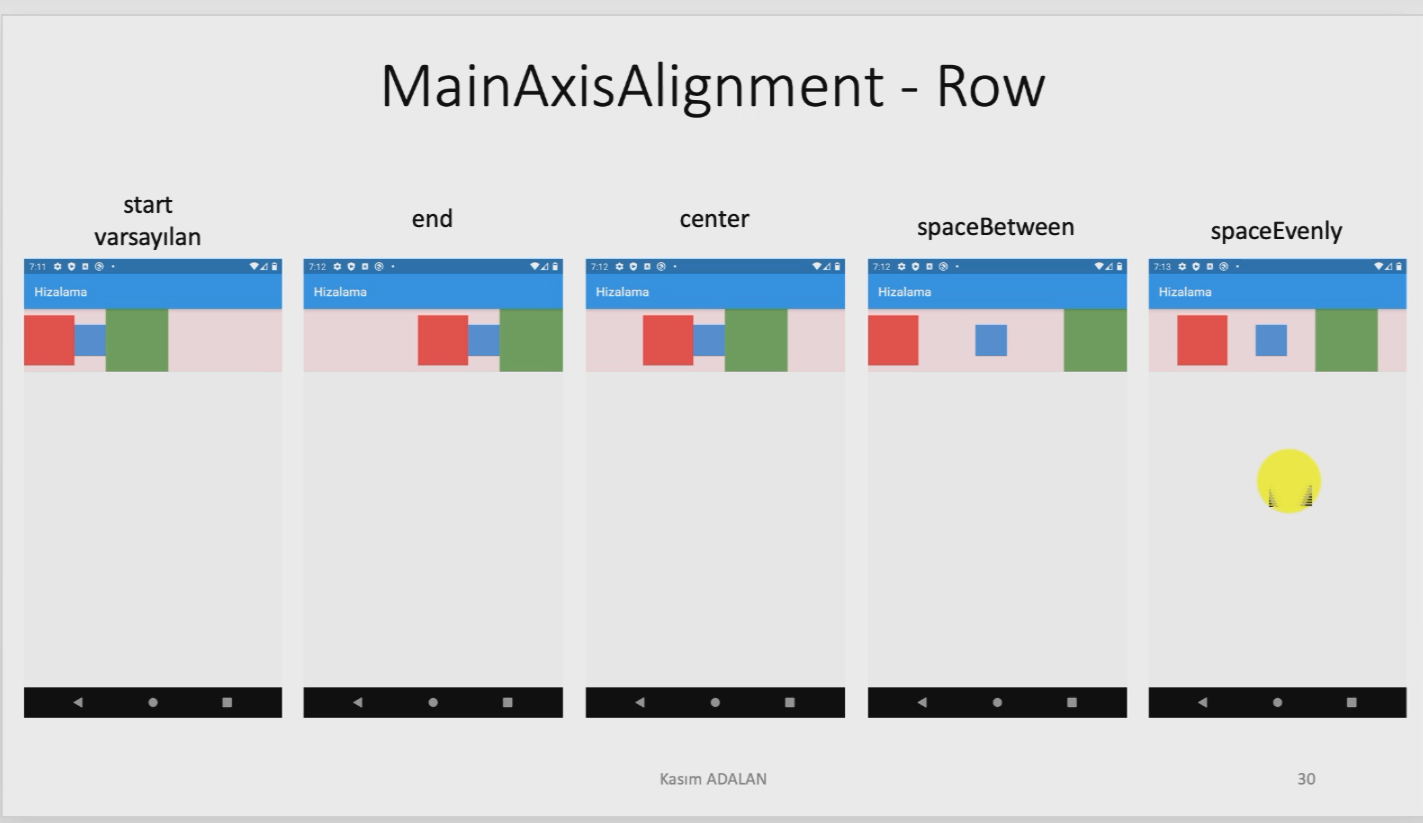 MainAxisAlignment - Row
start
varsayılan
end
center
spaceBetween
spaceEvenly
7:11
7:12
7:12
7:12
7:13
Hizalama
Hizalama
Hizalama
Hizalama
Hizalama
Kasım ADALAN
30